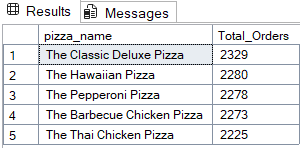 Results Messages
pizza_name Total_Orders
1 The Classic Deluxe Pizza 2329
2 The Hawaiian Pizza 2280
3 The Pepperoni Pizza 2278
4 The Barbecue Chicken Pizza 2273
5 The Thai Chicken Pizza 2225